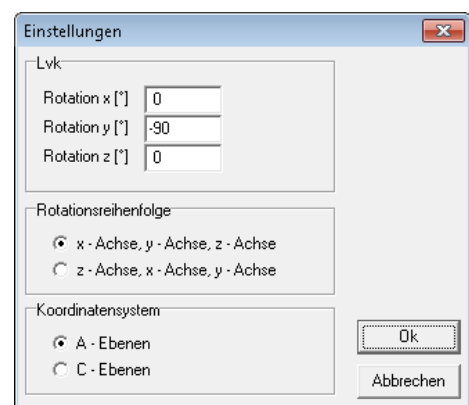 Einstellungen
Lvk
Rotation x [°] 0
Rotation y [°] -90
Rotation z [°] 0
Rotationsreihenfolge
x - Achse, y - Achse, z - Achse
z - Achse, x - Achse, y - Achse
Koordinatensystem
A - Ebenen
C - Ebenen
Ok
Abbrechen